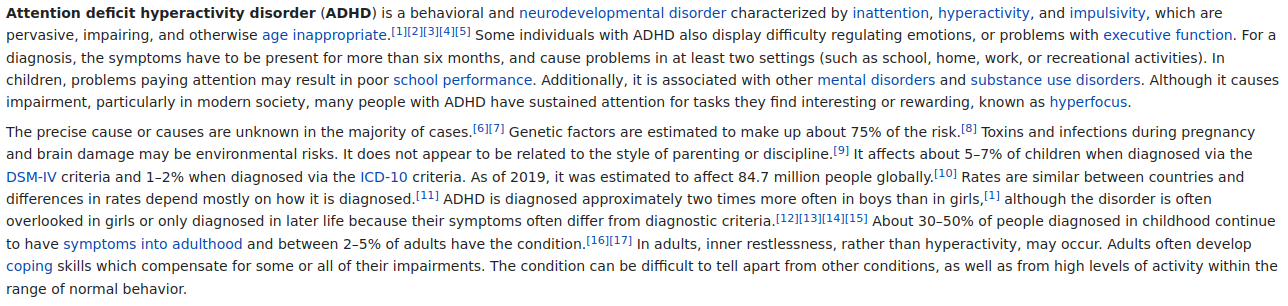 Attention deficit hyperactivity disorder (ADHD) is a behavioral and neurodevelopmental disorder characterized by inattention, hyperactivity, and impulsivity, which are
pervasive, impairing, and otherwise age inappropriate.[1][2][3][4][5] Some individuals with ADHD also display difficulty regulating emotions, or problems with executive function. For a
diagnosis, the symptoms have to be present for more than six months, and cause problems in at least two settings (such as school, home, work, or recreational activities). In
children, problems paying attention may result in poor school performance. Additionally, it is associated with other mental disorders and substance use disorders. Although it causes
impairment, particularly in modern society, many people with ADHD have sustained attention for tasks they find interesting or rewarding, known as hyperfocus.
The precise cause or causes are unknown in the majority of cases.[6][7] Genetic factors are estimated to make up about 75% of the risk.[8] Toxins and infections during pregnancy
and brain damage may be environmental risks. It does not appear to be related to the style of parenting or discipline.[9] It affects about 5–7% of children when diagnosed via the
DSM-IV criteria and 1–2% when diagnosed via the ICD-10 criteria. As of 2019, it was estimated to affect 84.7 million people globally.[10] Rates are similar between countries and
differences in rates depend mostly on how it is diagnosed.[11] ADHD is diagnosed approximately two times more often in boys than in girls,[1] although the disorder is often
overlooked in girls or only diagnosed in later life because their symptoms often differ from diagnostic criteria.[12][13][14][15] About 30–50% of people diagnosed in childhood continue
to have symptoms into adulthood and between 2–5% of adults have the condition.[16][17] In adults, inner restlessness, rather than hyperactivity, may occur. Adults often develop
coping skills which compensate for some or all of their impairments. The condition can be difficult to tell apart from other conditions, as well as from high levels of activity within the
range of normal behavior.